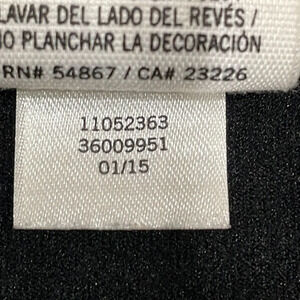 LAVAR DEL LADO DEL REVÉS /
NO PLANCHAR LA DECORACIÓN
RN# 54867 / CA# 23226
11052363
36009951
01/15